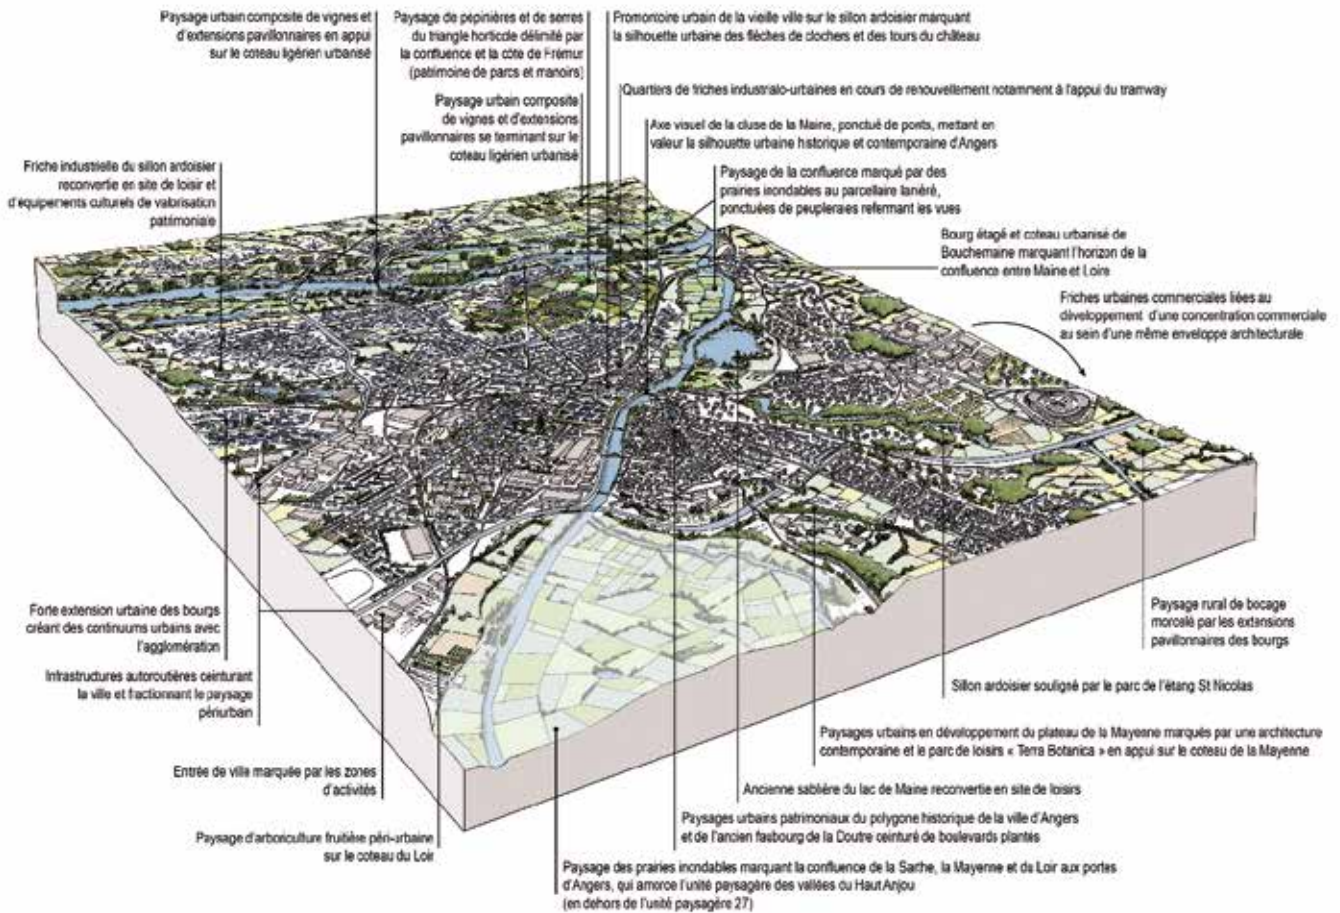 Paysage urbain composite de vignes et
d'extensions pavillonnaires en appui
sur le coteau ligérien urbanisé
Paysage de pépinières et de serres
du triangle horticole délimité par
la confluence et la côte de Frémur
(patrimoine de parcs et manoirs)
Promontoire urbain de la vieille ville sur le sillon ardoisier marquant
la silhouette urbaine des flèches de clochers et des tours du château
Quartiers de friches industrialo-urbaines en cours de renouvellement notamment à l'appui du tramway
Paysage urbain composite
de vignes et d'extensions
pavillonnaires se terminant sur le
coteau ligérien urbanisé
Axe visuel de la cluse de la Maine, ponctué de ponts, mettant en
valeur la silhouette urbaine historique et contemporaine d'Angers
Friche industrielle du sillon ardoisier
reconvertie en site de loisir et
d'équipements culturels de valorisation
patrimoniale
Paysage de la confluence marqué par des
prairies inondables au parcellaire laniéré,
ponctuées de peupleraies refermant les vues
Bourg étagé et coteau urbanisé de
Bouchemaine marquant l'horizon de la
confluence entre Maine et Loire
Friches urbaines commerciales liées au
développement d'une concentration commerciale
au sein d'une même enveloppe architecturale
Forte extension urbaine des bourgs
créant des continuums urbains avec
l'agglomération
Infrastructures autoroutières ceinturant
la ville et fractionnant le paysage
périurbain
Entrée de ville marquée par les zones
d'activités
Paysage d'arboriculture fruitière péri-urbaine
sur le coteau du Loir
Paysage rural de bocage
morcelé par les extensions
pavillonnaires des bourgs
Sillon ardoisier souligné par le parc de l'étang St Nicolas
Paysages urbains en développement du plateau de la Mayenne marqués par une architecture
contemporaine et le parc de loisirs « Terra Botanica » en appui sur le coteau de la Mayenne
Ancienne sablière du lac de Maine reconvertie en site de loisirs
Paysages urbains patrimoniaux du polygone historique de la ville d'Angers
et de l'ancien faubourg de la Doutre ceinturé de boulevards plantés
Paysage des prairies inondables marquant la confluence de la Sarthe, la Mayenne et du Loir aux portes
d'Angers, qui amorce l'unité paysagère des vallées du Haut Anjou
(en dehors de l'unité paysagère 27)